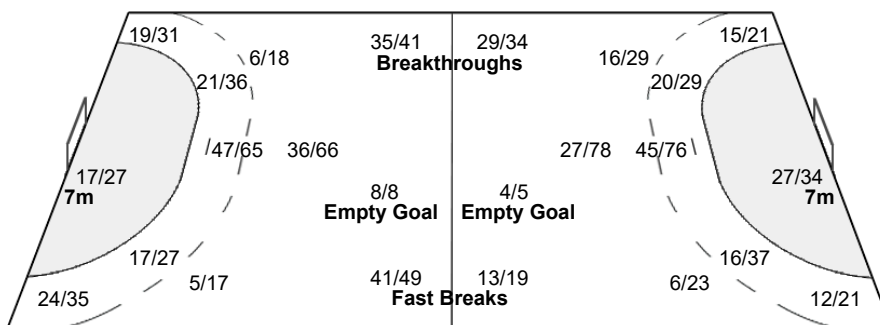 19/31 35/41 29/34 15/21
6/18 16/29
Breakthroughs
21/36 20/29
47/65 36/66 27/78 45/76
17/27 27/34
7m 7m
8/8 4/5
Empty Goal Empty Goal
17/27 16/37
5/17 41/49 13/19 6/23
24/35 Fast Breaks 12/21